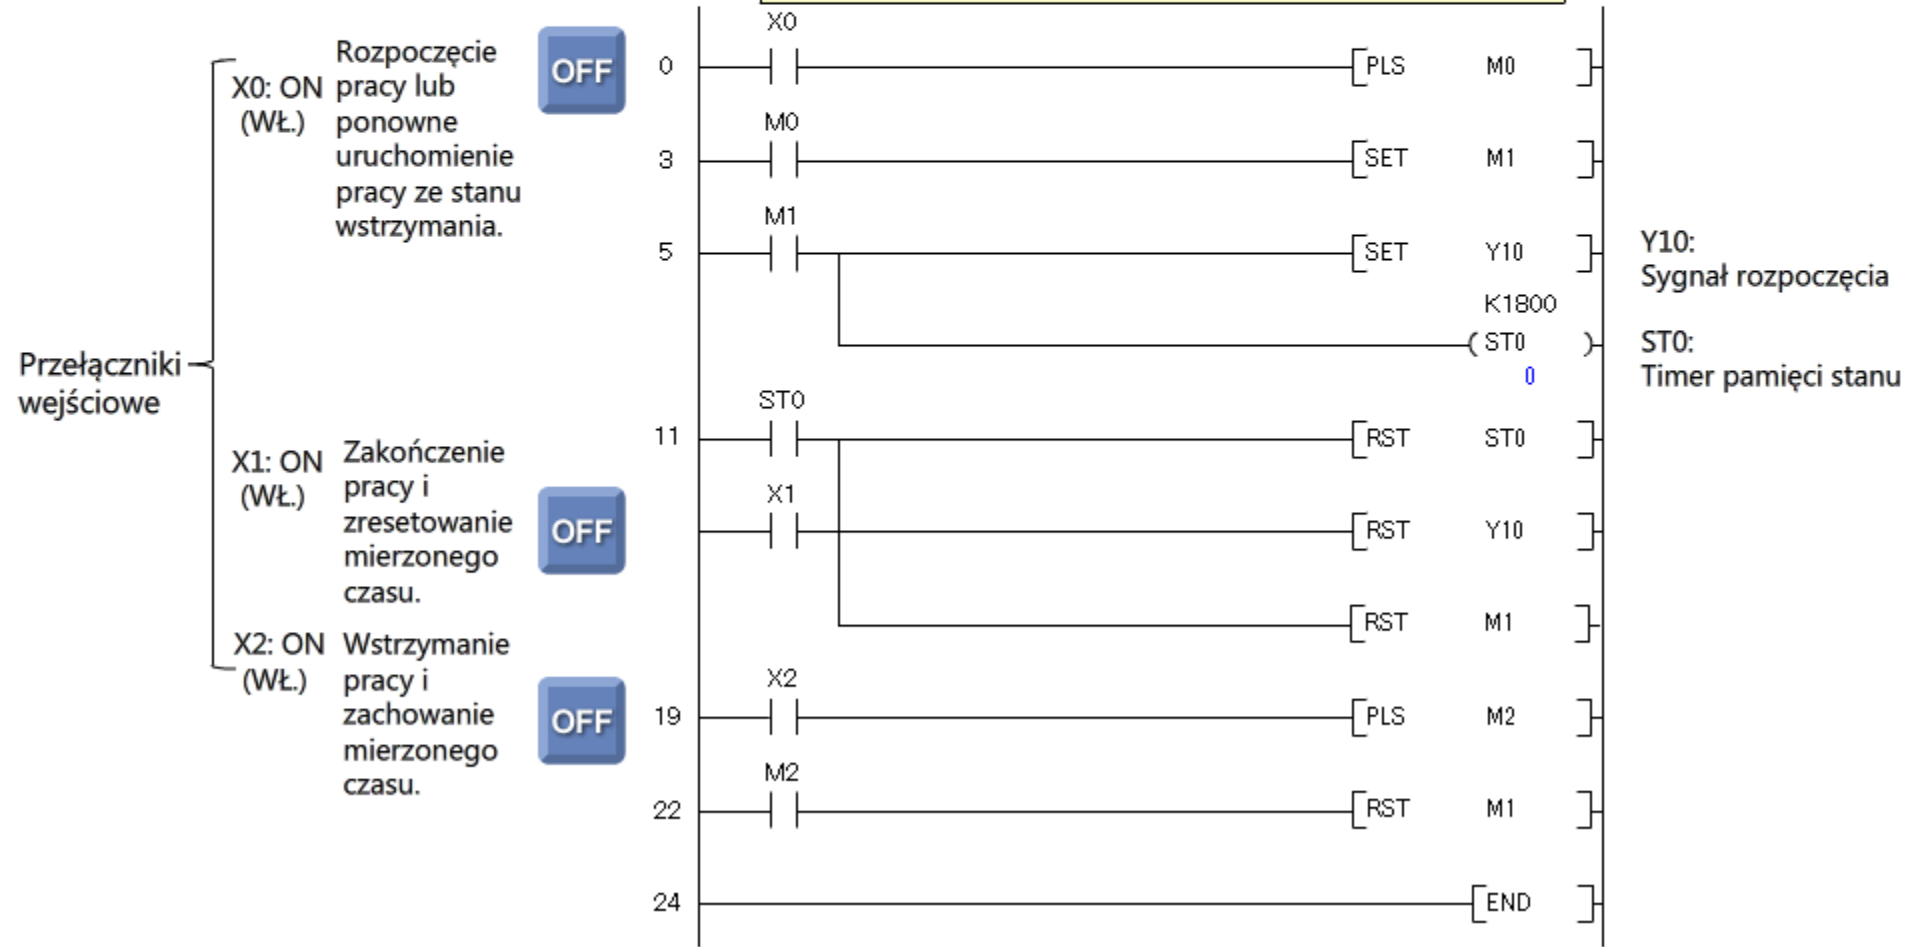 Przełączniki
wejściowe
X0: ON
(WŁ.)
Rozpoczęcie
pracy lub
ponowne
uruchomienie
pracy ze stanu
wstrzymania.
OFF
X1: ON
(WŁ.)
Zakończenie
pracy i
zresetowanie
mierzonego
czasu.
OFF
X2: ON
(WŁ.)
Wstrzymanie
pracy i
zachowanie
mierzonego
czasu.
OFF
X0
0 PLS M0
M0
3 SET M1
M1
5 SET Y10
K1800
ST0
0
ST0
11 RST ST0
X1
RST Y10
RST M1
X2
19 PLS M2
M2
22 RST M1
24 END
Y10:
Sygnał rozpoczęcia
ST0:
Timer pamięci stanu